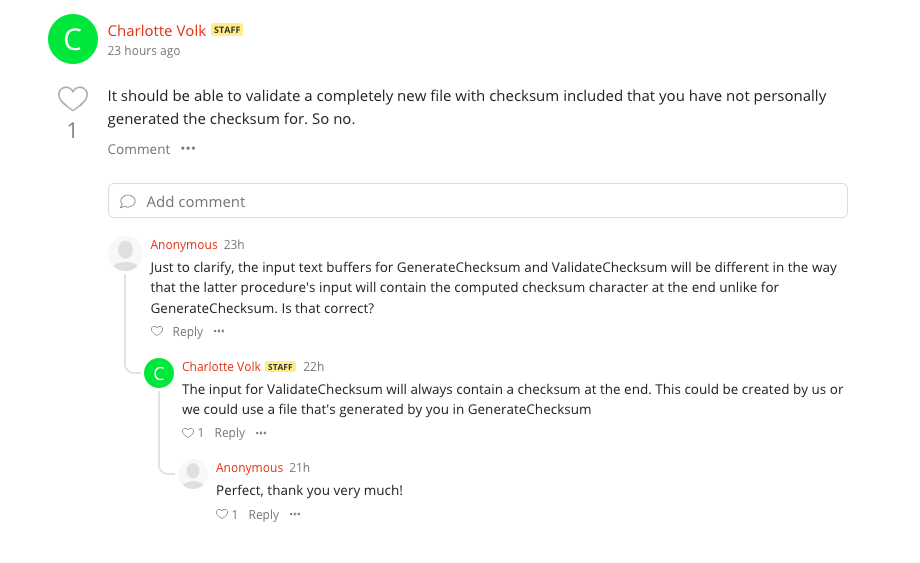 C
Charlotte Volk STAFF
23 hours ago
It should be able to validate a completely new file with checksum included that you have not personally
generated the checksum for. So no.
1
Comment •••
Add comment
Anonymous 23h
Just to clarify, the input text buffers for GenerateChecksum and ValidateChecksum will be different in the way
that the latter procedure's input will contain the computed checksum character at the end unlike for
GenerateChecksum. Is that correct?
Reply •••
C
Charlotte Volk STAFF 22h
The input for ValidateChecksum will always contain a checksum at the end. This could be created by us or
we could use a file that's generated by you in GenerateChecksum
1 Reply •••
Anonymous 21h
Perfect, thank you very much!
1 Reply •••